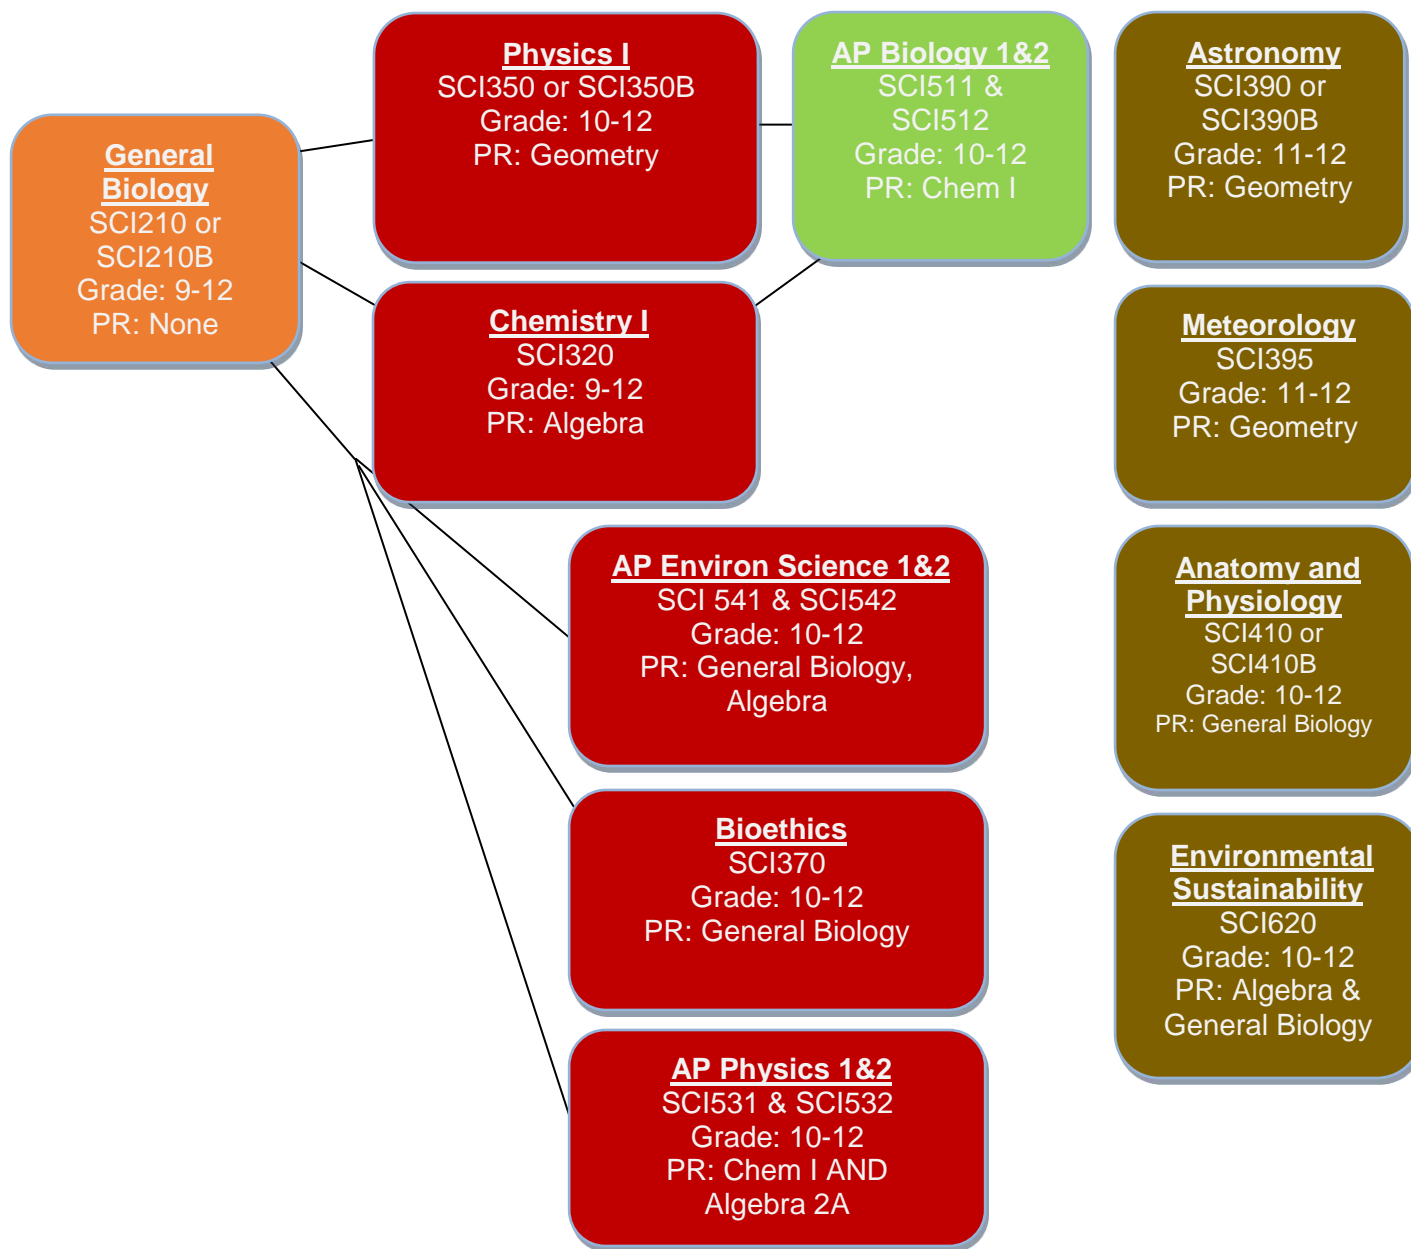 General
Biology
SCI210 or
SCI210B
Grade: 9-12
PR: None
Physics I
SCI350 or SCI350B
Grade: 10-12
PR: Geometry
Chemistry I
SCI320
Grade: 9-12
PR: Algebra
AP Biology 1&2
SCI511 &
SCI512
Grade: 10-12
PR: Chem I
AP Environ Science 1&2
SCI 541 & SCI542
Grade: 10-12
PR: General Biology,
Algebra
Bioethics
SCI370
Grade: 10-12
PR: General Biology
AP Physics 1&2
SCI531 & SCI532
Grade: 10-12
PR: Chem I AND
Algebra 2A
Astronomy
SCI390 or
SCI390B
Grade: 11-12
PR: Geometry
Meteorology
SCI395
Grade: 11-12
PR: Geometry
Anatomy and
Physiology
SCI410 or
SCI410B
Grade: 10-12
PR: General Biology
Environmental
Sustainability
SCI620
Grade: 10-12
PR: Algebra &
General Biology